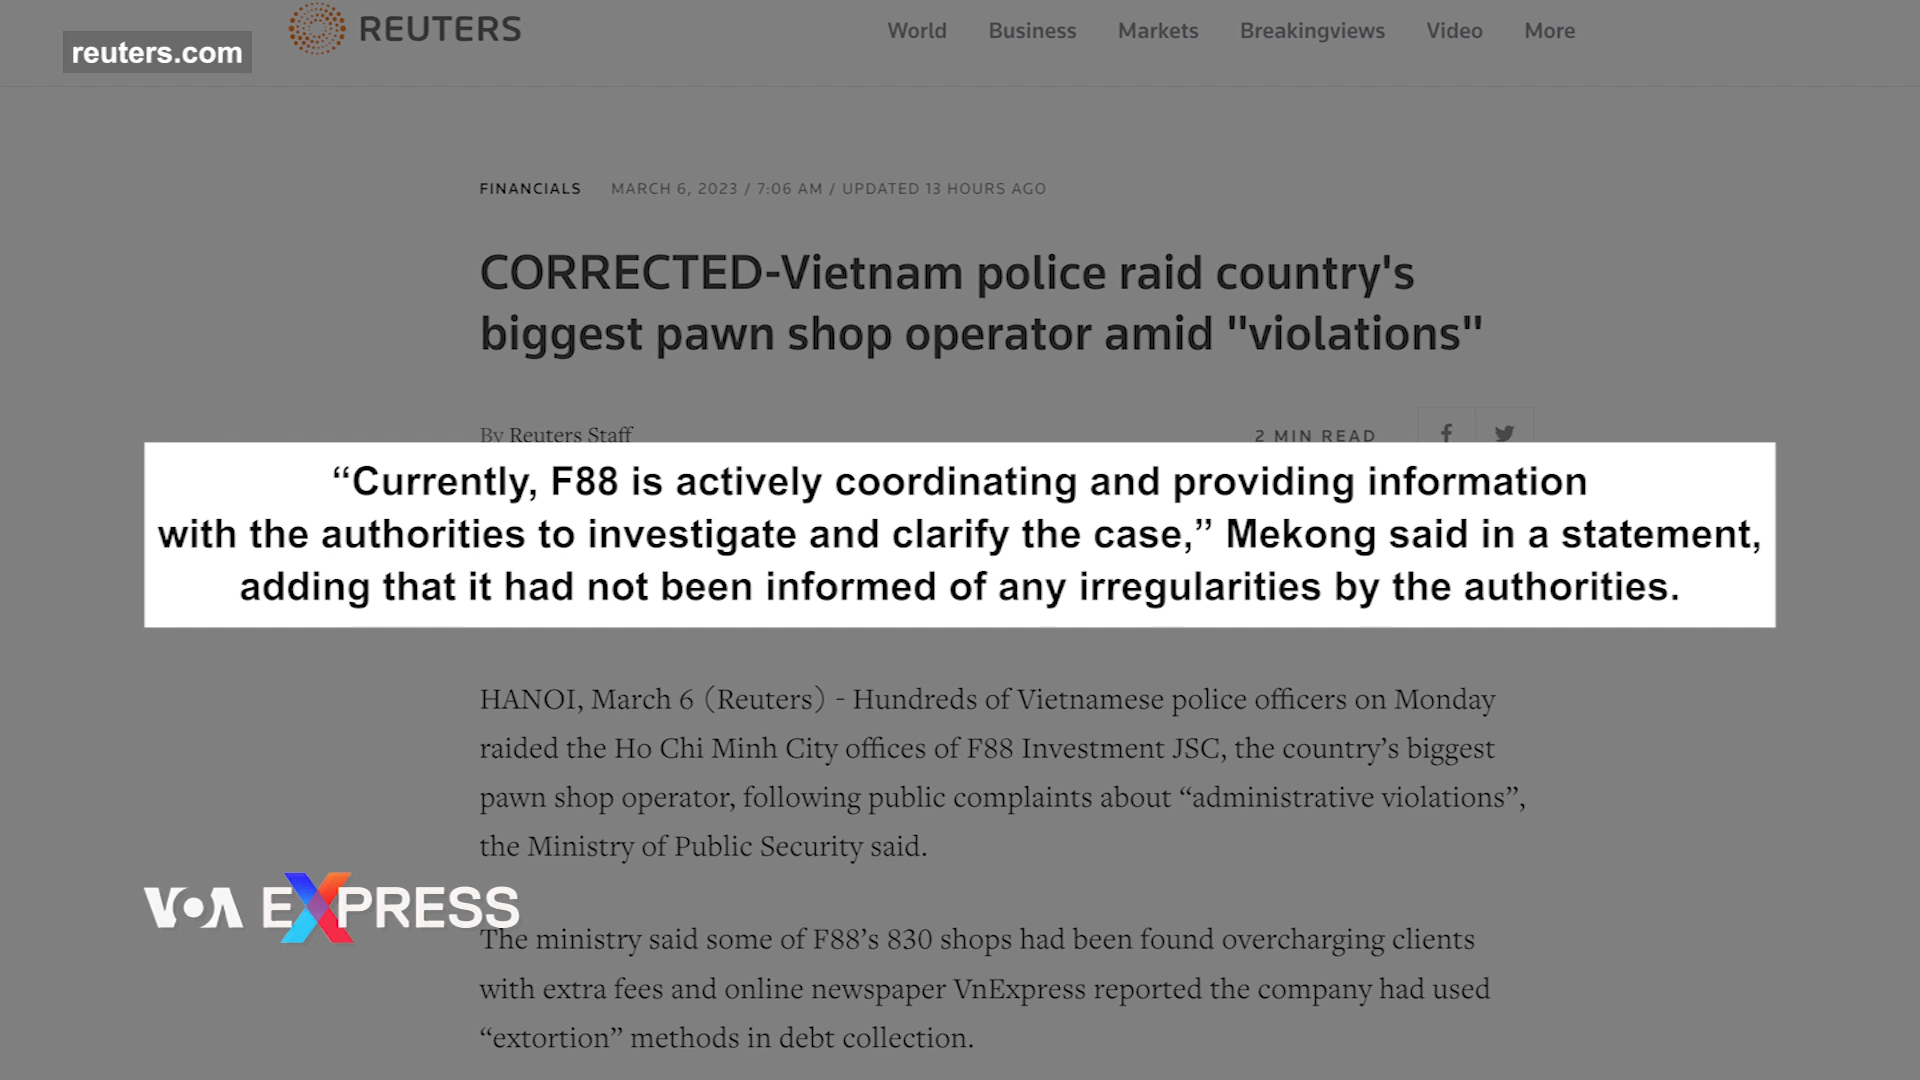 reuters.com
REUTERS
World Business Markets Breakingviews Video More
FINANCIALS MARCH 6, 2023 / 7:06 AM / UPDATED 13 HOURS AGO
CORRECTED-Vietnam police raid country's
biggest pawn shop operator amid "violations"
By Reuters Staff
2 MIN READ
“Currently, F88 is actively coordinating and providing information
with the authorities to investigate and clarify the case,” Mekong said in a statement,
adding that it had not been informed of any irregularities by the authorities.
HANOI, March 6 (Reuters) - Hundreds of Vietnamese police officers on Monday
raided the Ho Chi Minh City offices of F88 Investment JSC, the country’s biggest
pawn shop operator, following public complaints about “administrative violations”,
the Ministry of Public Security said.
VOA EXPRESS
The ministry said some of F88’s 830 shops had been found overcharging clients
with extra fees and online newspaper VnExpress reported the company had used
“extortion” methods in debt collection.